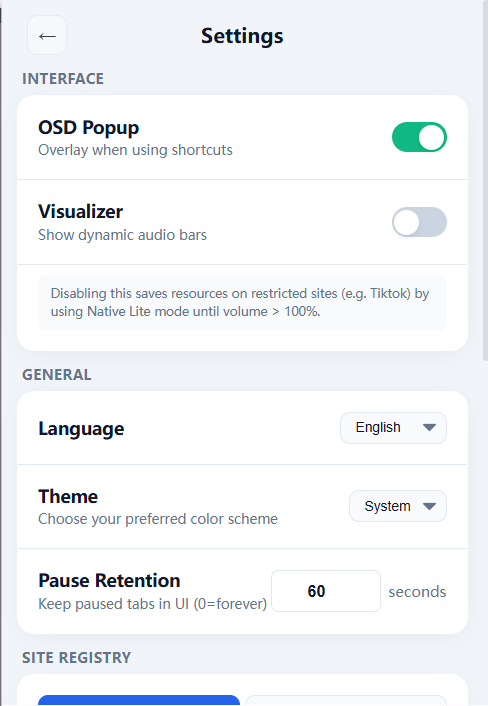 ←
Settings
INTERFACE
OSD Popup
Overlay when using shortcuts
Visualizer
Show dynamic audio bars
Disabling this saves resources on restricted sites (e.g. Tiktok) by
using Native Lite mode until volume > 100%.
GENERAL
Language
English
Theme
Choose your preferred color scheme
System
Pause Retention
Keep paused tabs in UI (0=forever)
60
seconds
SITE REGISTRY